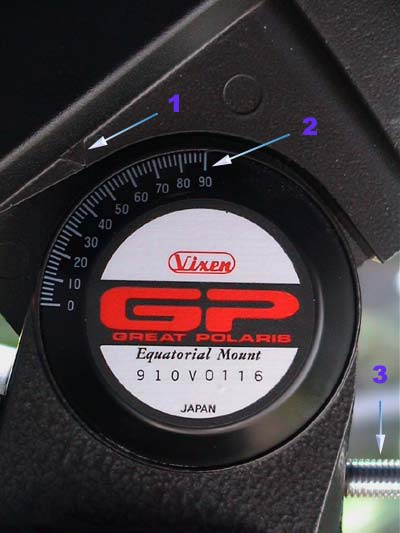 1
2
90
80
70
60
50
40
30
20
10
0
Vixen
GP
GREAT POLARIS
Equatorial Mount
910V0116
JAPAN
3